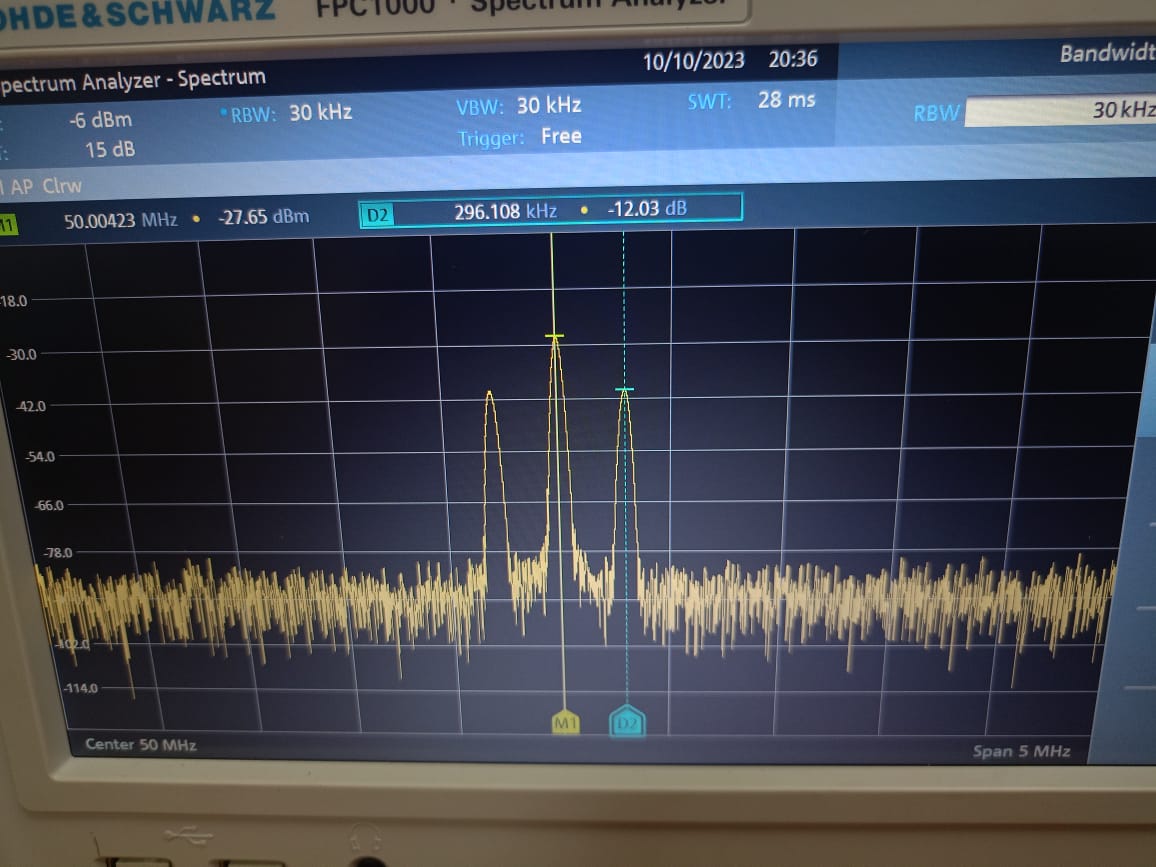 OHDE&SCHWARZ FPC1000 · Spectrum Analyzer
pectrum Analyzer - Spectrum 10/10/2023 20:36 Bandwidt
: -6 dBm RBW: 30 kHz VBW: 30 kHz SWT: 28 ms RBW 30 kHz
: 15 dB Trigger: Free
AP Clrw
M1 50.00423 MHz • -27.65 dBm D2 296.108 kHz • -12.03 dB
-18.0
-30.0
-42.0
-54.0
-66.0
-78.0
-102.0
-114.0
M1 D2
Center 50 MHz Span 5 MHz